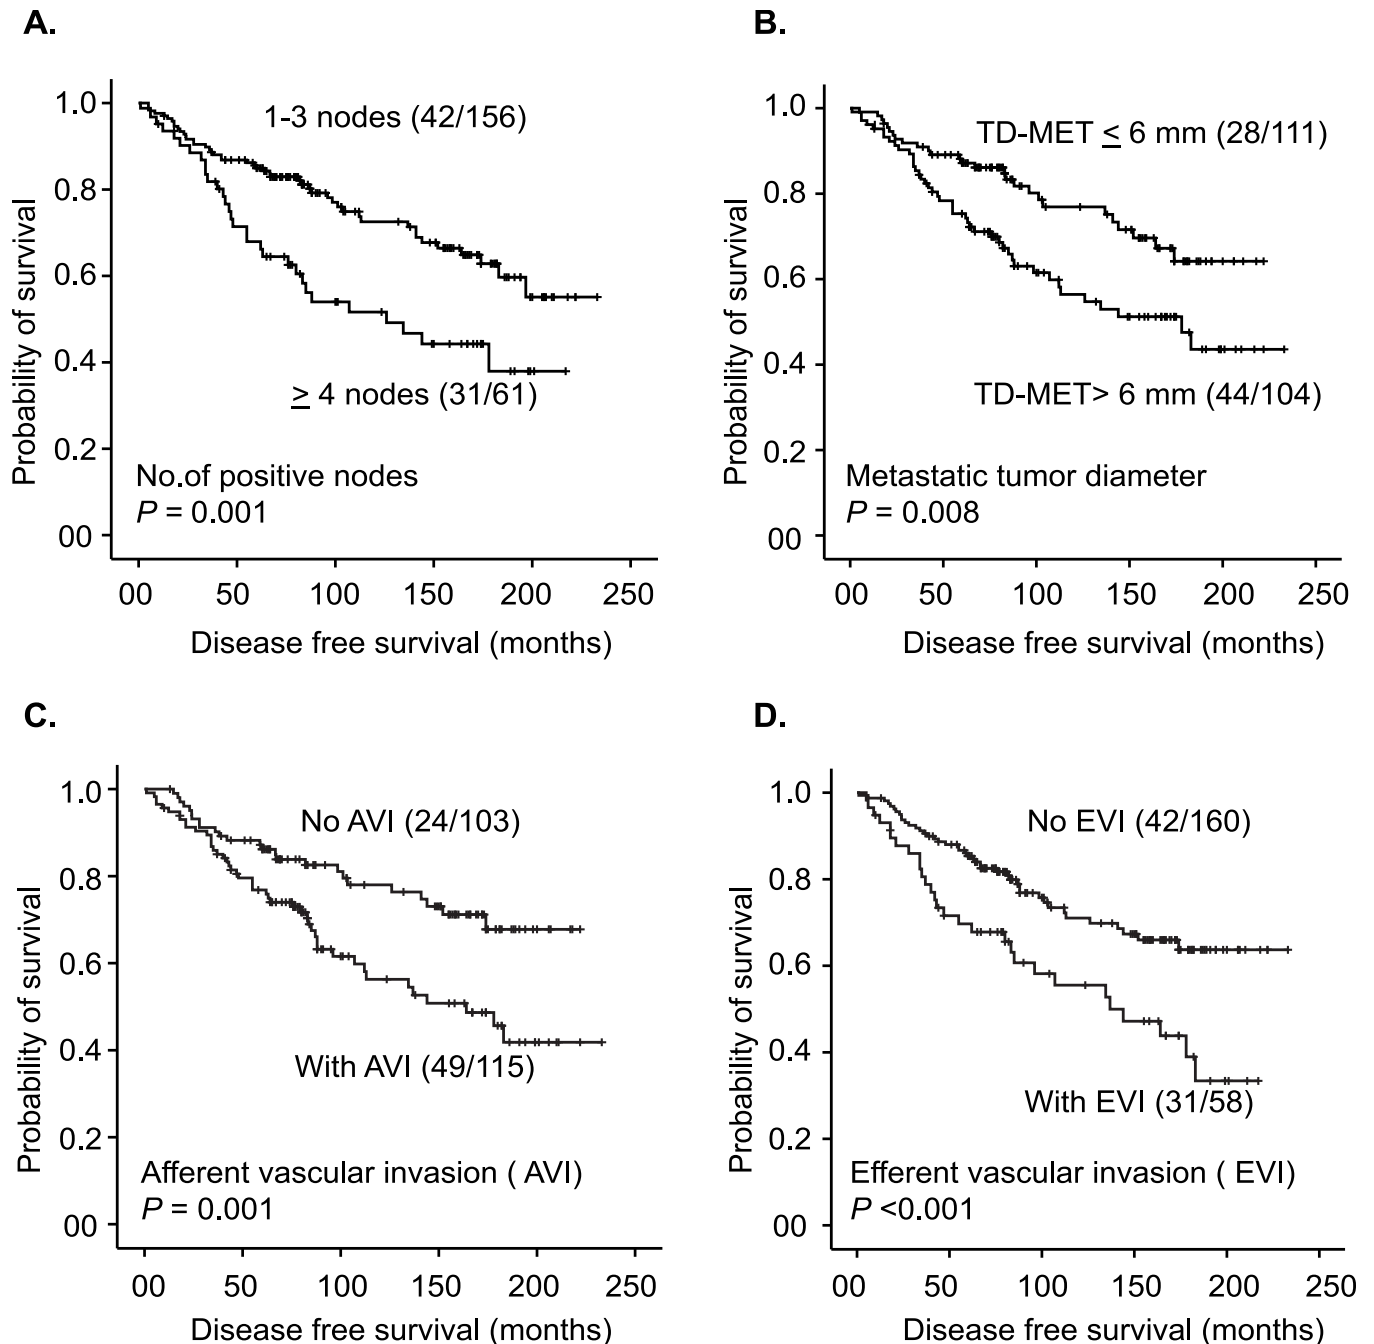 A.
Probability of survival
1.0
0.8
0.6
0.4
0.2
00
1-3 nodes (42/156)
≥ 4 nodes (31/61)
No.of positive nodes
P = 0.001
00 50 100 150 200 250
Disease free survival (months)
B.
Probability of survival
1.0
0.8
0.6
0.4
0.2
00
TD-MET ≤ 6 mm (28/111)
TD-MET> 6 mm (44/104)
Metastatic tumor diameter
P = 0.008
00 50 100 150 200 250
Disease free survival (months)
C.
Probability of survival
1.0
0.8
0.6
0.4
0.2
00
No AVI (24/103)
With AVI (49/115)
Afferent vascular invasion ( AVI)
P = 0.001
00 50 100 150 200 250
Disease free survival (months)
D.
Probability of survival
1.0
0.8
0.6
0.4
0.2
00
No EVI (42/160)
With EVI (31/58)
Efferent vascular invasion ( EVI)
P <0.001
00 50 100 150 200 250
Disease free survival (months)